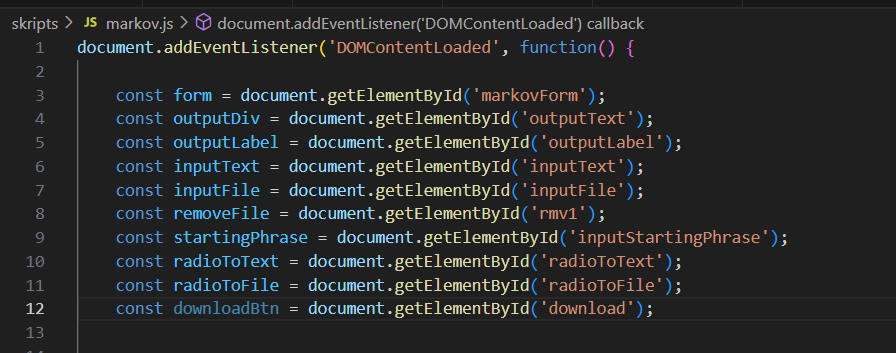 skripts > JS markov.js > document.addEventListener('DOMContentLoaded') callback
1 document.addEventListener('DOMContentLoaded', function() {
2
3 const form = document.getElementById('markovForm');
4 const outputDiv = document.getElementById('outputText');
5 const outputLabel = document.getElementById('outputLabel');
6 const inputText = document.getElementById('inputText');
7 const inputFile = document.getElementById('inputFile');
8 const removeFile = document.getElementById('rmv1');
9 const startingPhrase = document.getElementById('inputStartingPhrase');
10 const radioToText = document.getElementById('radioToText');
11 const radioToFile = document.getElementById('radioToFile');
12 const downloadBtn = document.getElementById('download');
13